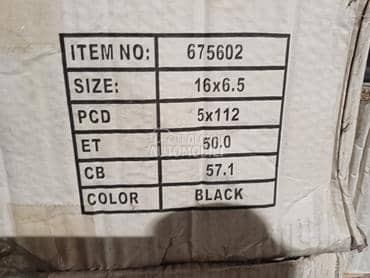 ITEM NO: 675602
SIZE: 16x6.5
PCD 5x112
ET 50.0
CB 57.1
COLOR BLACK